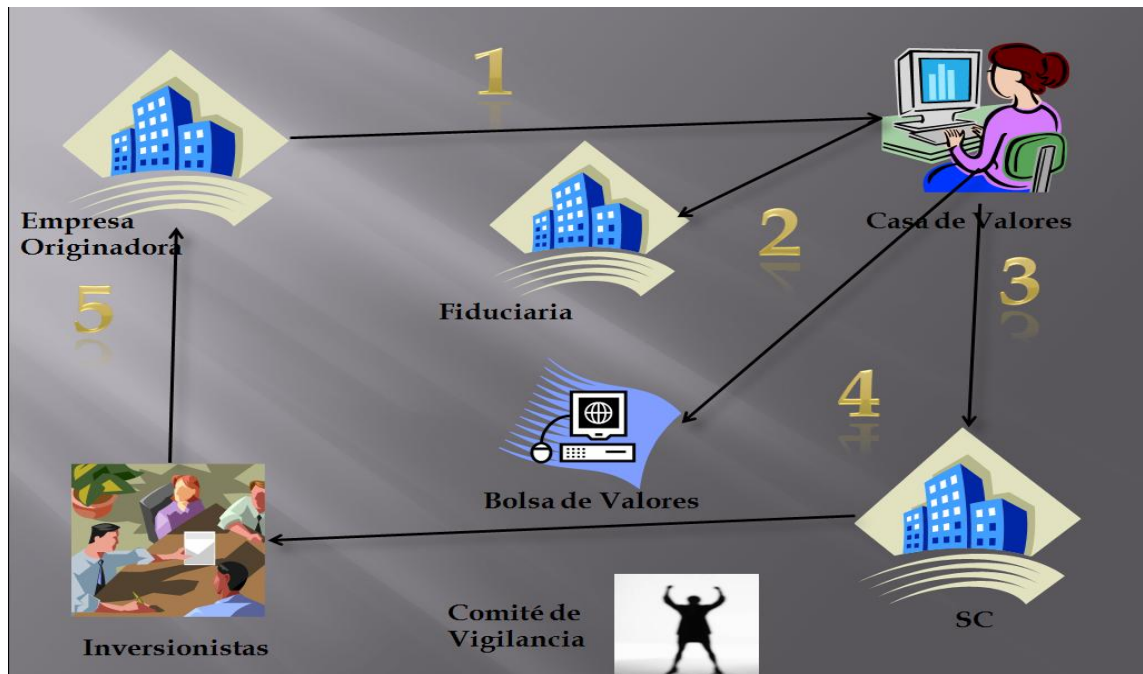 1
Empresa
Originadora
Casa de Valores
2
Fiduciaria
3
5
4
Bolsa de Valores
SC
Comité de
Vigilancia
Inversionistas